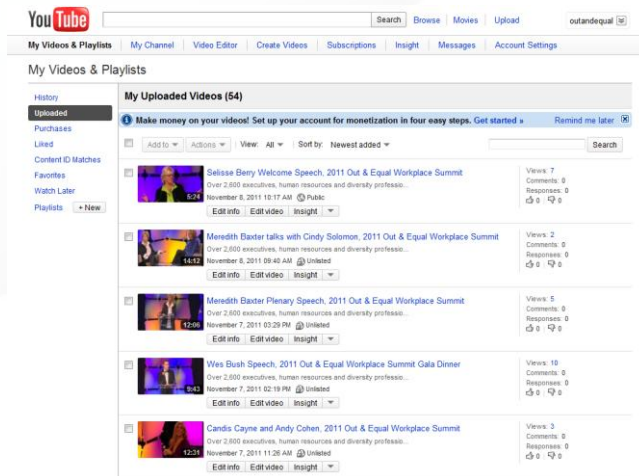 YouTube Search Browse Movies Upload outandequal
My Videos & Playlists My Channel Video Editor Create Videos Subscriptions Insight Messages Account Settings
My Videos & Playlists
History
Uploaded
Purchases
Liked
Content ID Matches
Favorites
Watch Later
Playlists + New
My Uploaded Videos (54)
Make money on your videos! Set up your account for monetization in four easy steps. Get started » Remind me later
Add to Actions View: All Sort by: Newest added Search
Selisse Berry Welcome Speech, 2011 Out & Equal Workplace Summit
Over 2,600 executives, human resources and diversity professio...
5:24 November 8, 2011 10:17 AM Public
Edit info Edit video Insight
Views: 7
Comments: 0
Responses: 0
0 0
Meredith Baxter talks with Cindy Solomon, 2011 Out & Equal Workplace Summit
Over 2,600 executives, human resources and diversity professio...
14:12 November 8, 2011 09:40 AM Unlisted
Edit info Edit video Insight
Views: 2
Comments: 0
Responses: 0
0 0
Meredith Baxter Plenary Speech, 2011 Out & Equal Workplace Summit
Over 2,600 executives, human resources and diversity professio...
12:06 November 7, 2011 03:29 PM Unlisted
Edit info Edit video Insight
Views: 5
Comments: 0
Responses: 0
0 0
Wes Bush Speech, 2011 Out & Equal Workplace Summit Gala Dinner
Over 2,600 executives, human resources and diversity professio...
9:43 November 7, 2011 02:19 PM Unlisted
Edit info Edit video Insight
Views: 10
Comments: 0
Responses: 0
0 0
Candis Cayne and Andy Cohen, 2011 Out & Equal Workplace Summit
Over 2,600 executives, human resources and diversity professio...
12:31 November 7, 2011 11:26 AM Unlisted
Edit info Edit video Insight
Views: 3
Comments: 0
Responses: 0
0 0